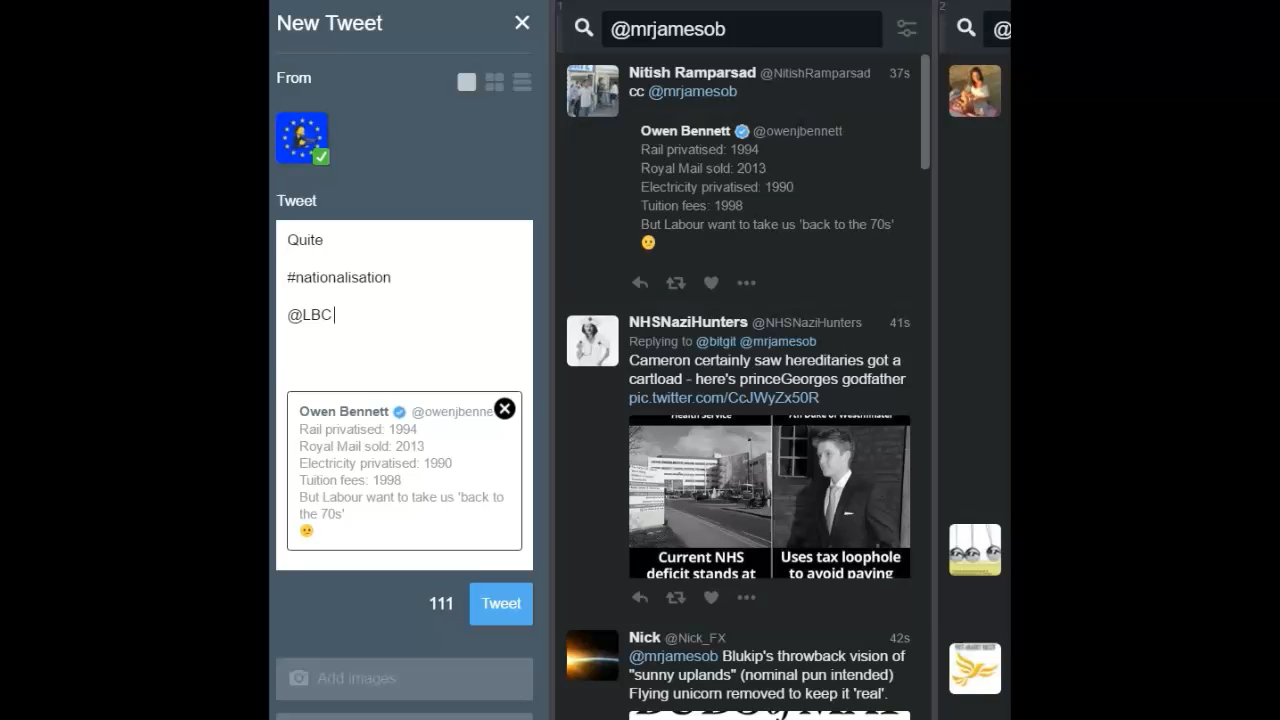 New Tweet
From
Tweet
Quite
#nationalisation
@LBC
Owen Bennett @owenjbenne
Rail privatised: 1994
Royal Mail sold: 2013
Electricity privatised: 1990
Tuition fees: 1998
But Labour want to take us 'back to
the 70s'
111
Tweet
Add images
1
@mrjamesob
Nitish Ramparsad @NitishRamparsad 37s
cc @mrjamesob
Owen Bennett @owenjbennett
Rail privatised: 1994
Royal Mail sold: 2013
Electricity privatised: 1990
Tuition fees: 1998
But Labour want to take us 'back to the 70s'
NHSNaziHunters @NHSNaziHunters 41s
Replying to @bitgit @mrjamesob
Cameron certainly saw hereditaries got a
cartload - here's princeGeorges godfather
pic.twitter.com/CcJWyZx50R
Health Service
7th Duke of Westminster
Current NHS
deficit stands at
Uses tax loophole
to avoid paying
Nick @Nick_FX 42s
@mrjamesob Blukip's throwback vision of
"sunny uplands" (nominal pun intended)
Flying unicorn removed to keep it 'real'.
2
@